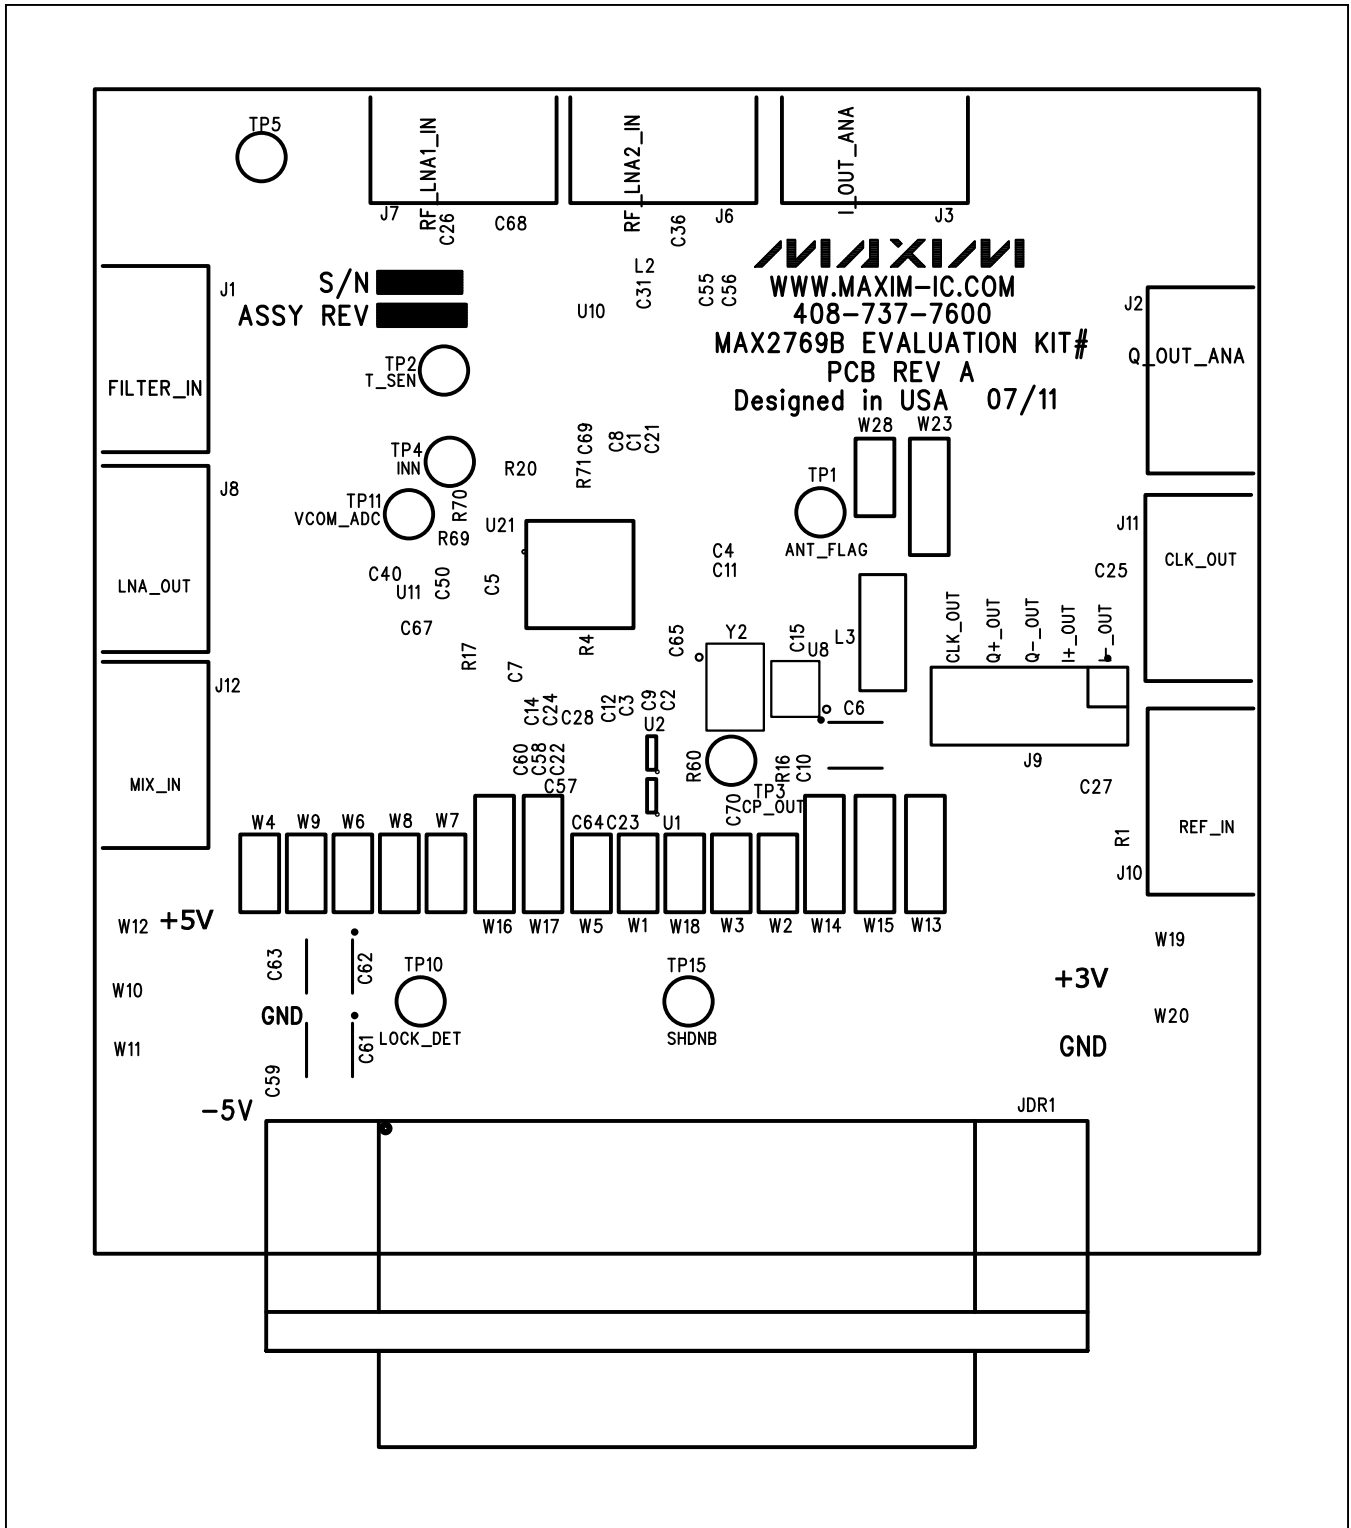 TP5
RF_LNA1_IN
RF_LNA2_IN
I_OUT_ANA
J7
C26
C68
C36
J6
J3
J1
S/N
ASSY REV
L2
C31
U10
C55
C56
MAXIM
WWW.MAXIM-IC.COM
408-737-7600
MAX2769B EVALUATION KIT#
PCB REV A
Designed in USA 07/11
J2
Q_OUT_ANA
FILTER_IN
TP2
T_SEN
TP4
INN
R20
C69
R71
C8
C1
C21
W28
W23
J8
TP11
VCOM_ADC
R70
R69
U21
TP1
ANT_FLAG
J11
CLK_OUT
C25
LNA_OUT
C40
U11
C50
C5
C4
C11
C67
R17
C7
R4
C65
Y2
C15
U8
L3
CLK_OUT
Q+_OUT
Q-_OUT
I+_OUT
I-_OUT
J12
C14
C24
C28
C12
C3
C9
C2
U2
C6
J9
MIX_IN
C60
C58
C22
C57
R60
TP3
CP_OUT
R16
C10
C70
C27
REF_IN
R1
J10
W4
W9
W6
W8
W7
C64
C23
U1
W12
+5V
W16
W17
W5
W1
W18
W3
W2
W14
W15
W13
W19
C63
C62
TP10
TP15
+3V
W10
GND
W20
W11
C61
LOCK_DET
SHDNB
GND
C59
-5V
JDR1